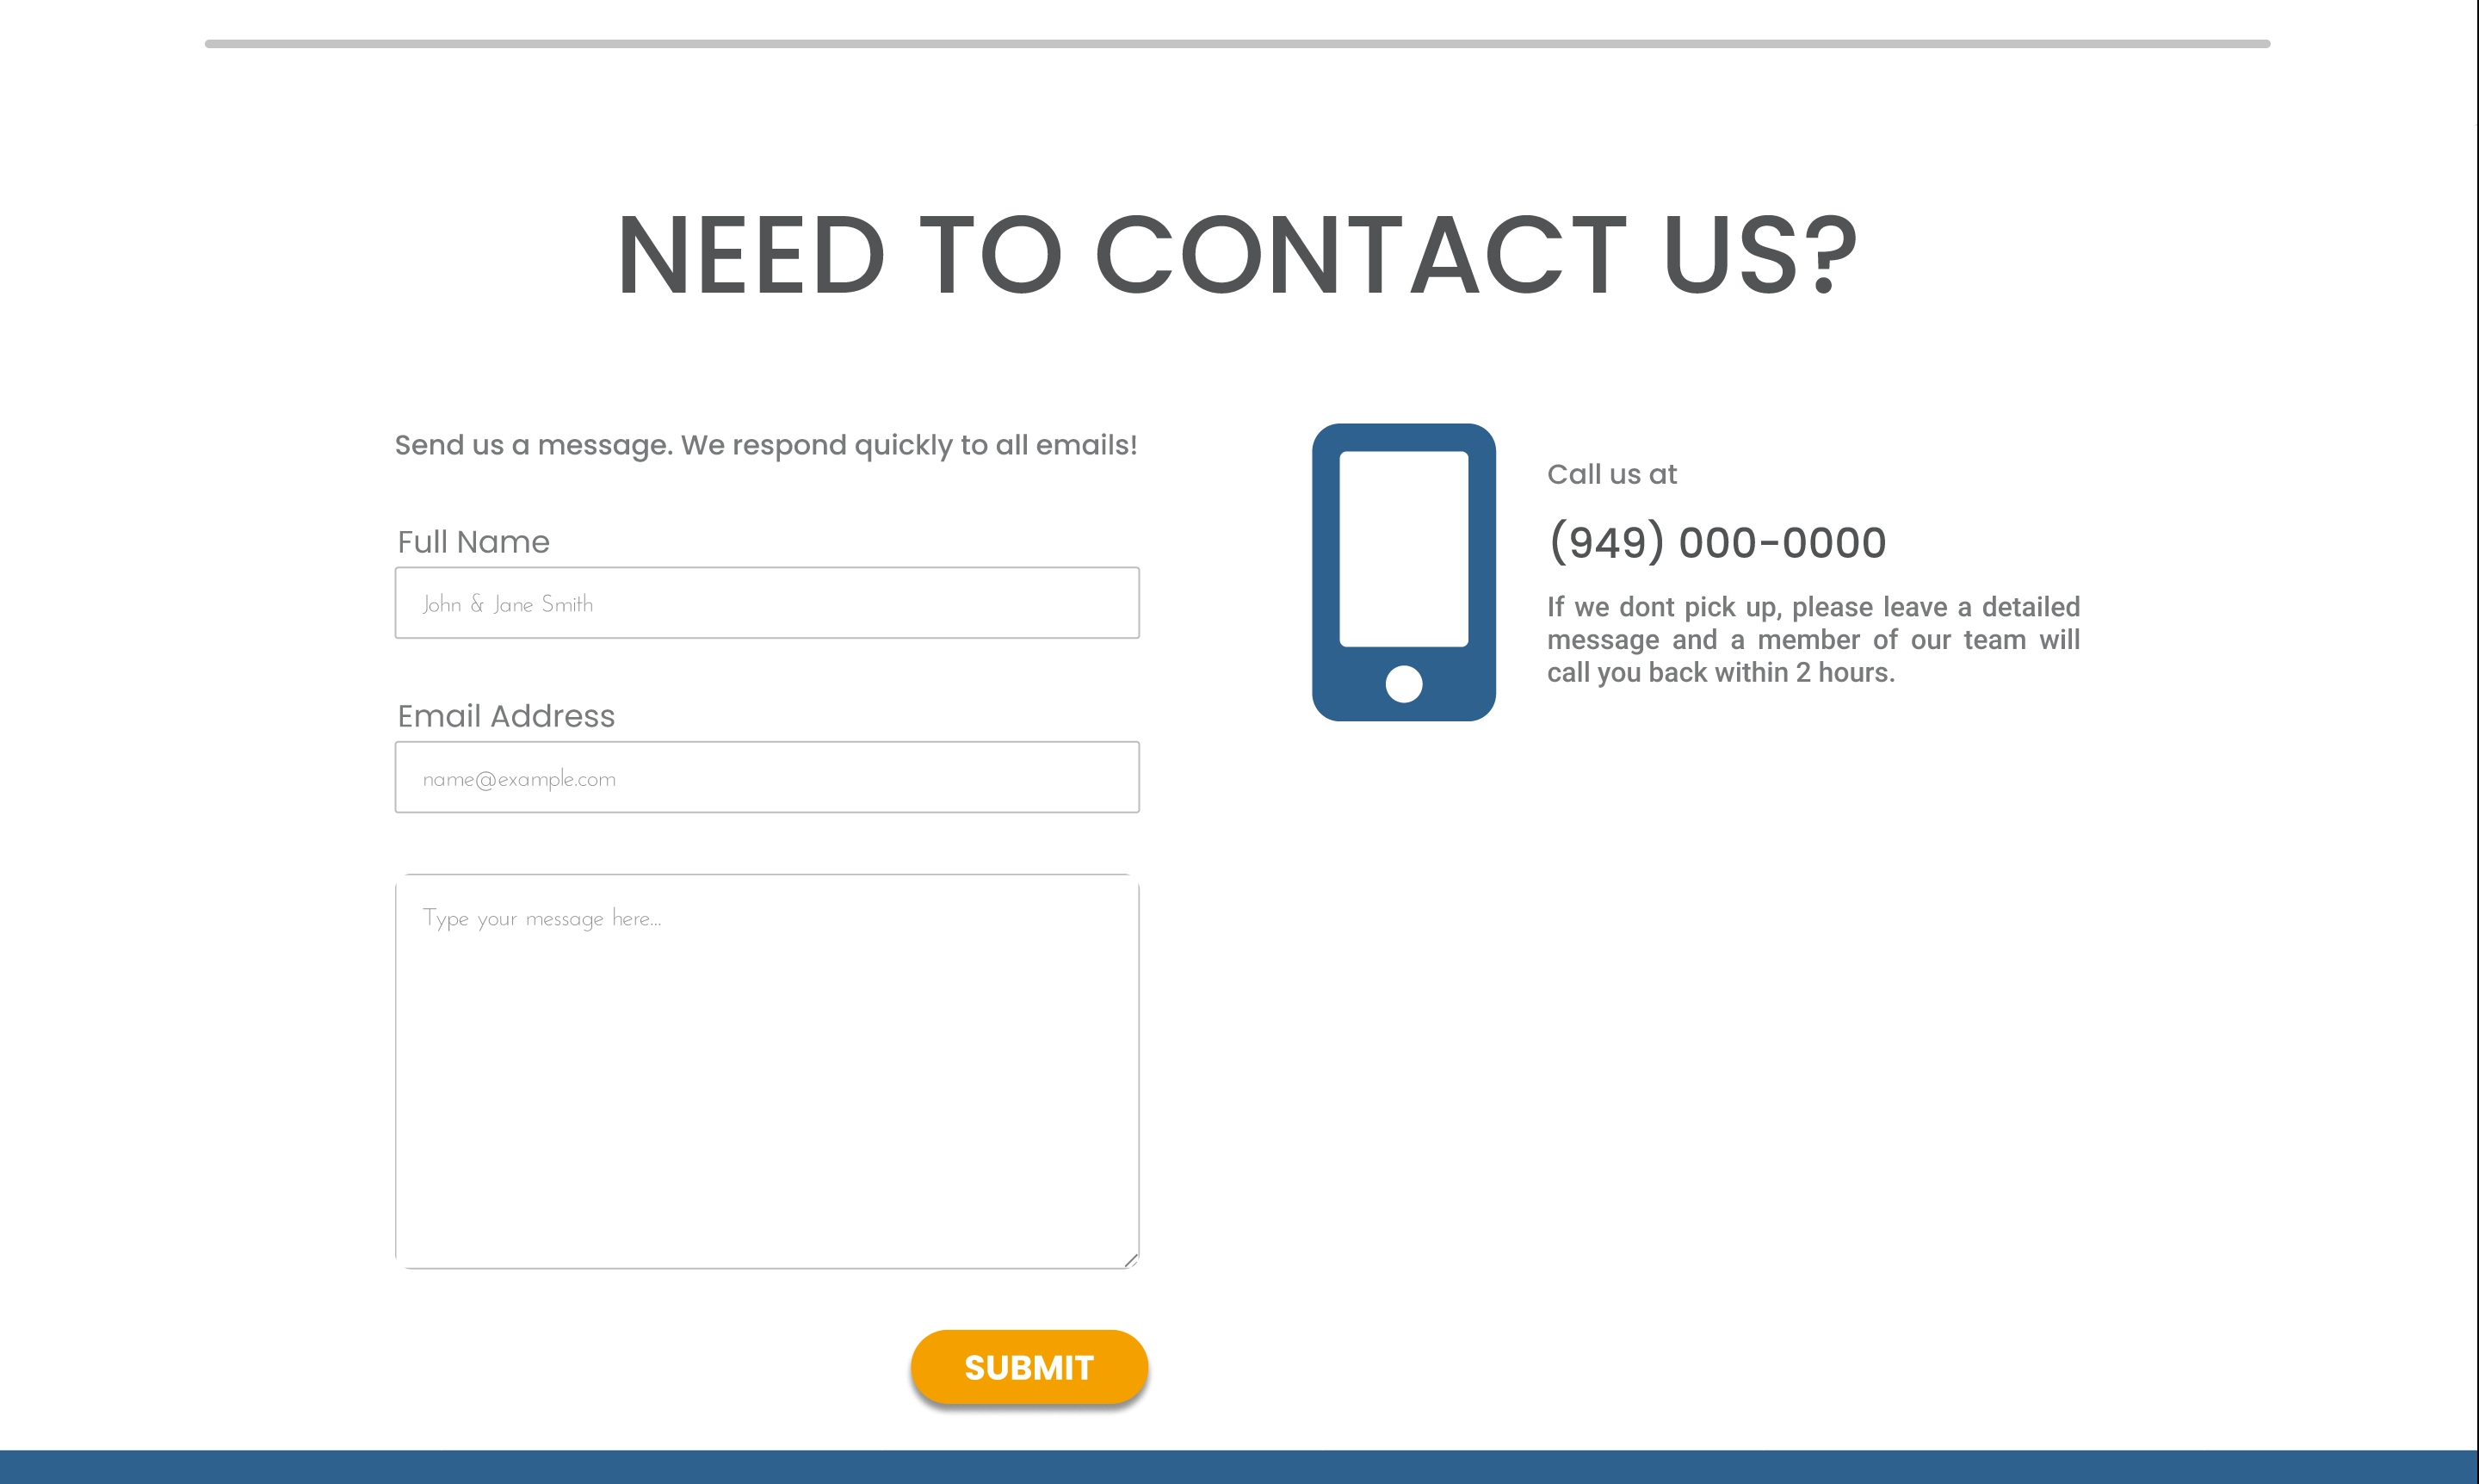 NEED TO CONTACT US?
Send us a message. We respond quickly to all emails!
Full Name
John & Jane Smith
Email Address
name@example.com
Type your message here...
SUBMIT
Call us at
(949) 000-0000
If we dont pick up, please leave a detailed
message and a member of our team will
call you back within 2 hours.